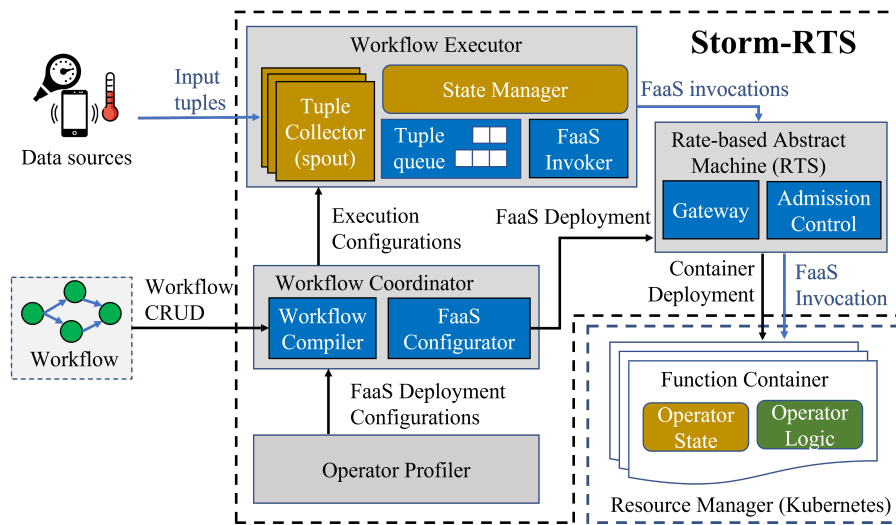 Storm-RTS
Workflow Executor
Input
tuples
Data sources
Tuple
Collector
(spout)
State Manager
Tuple
queue
FaaS
Invoker
FaaS invocations
Rate-based Abstract
Machine (RTS)
Gateway
Admission
Control
Execution
Configurations
FaaS Deployment
Container
Deployment
FaaS
Invocation
Workflow
CRUD
Workflow
Workflow Coordinator
Workflow
Compiler
FaaS
Configurator
FaaS Deployment
Configurations
Operator Profiler
Function Container
Operator
State
Operator
Logic
Resource Manager (Kubernetes)